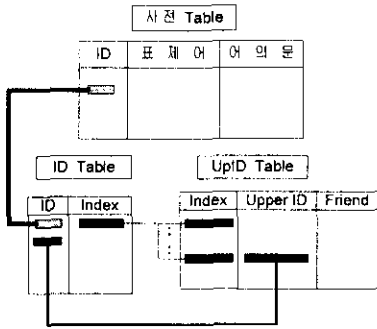 사전 Table
ID 표 제 어 어 의 문
ID Table UpID Table
ID Index Index Upper ID Friend